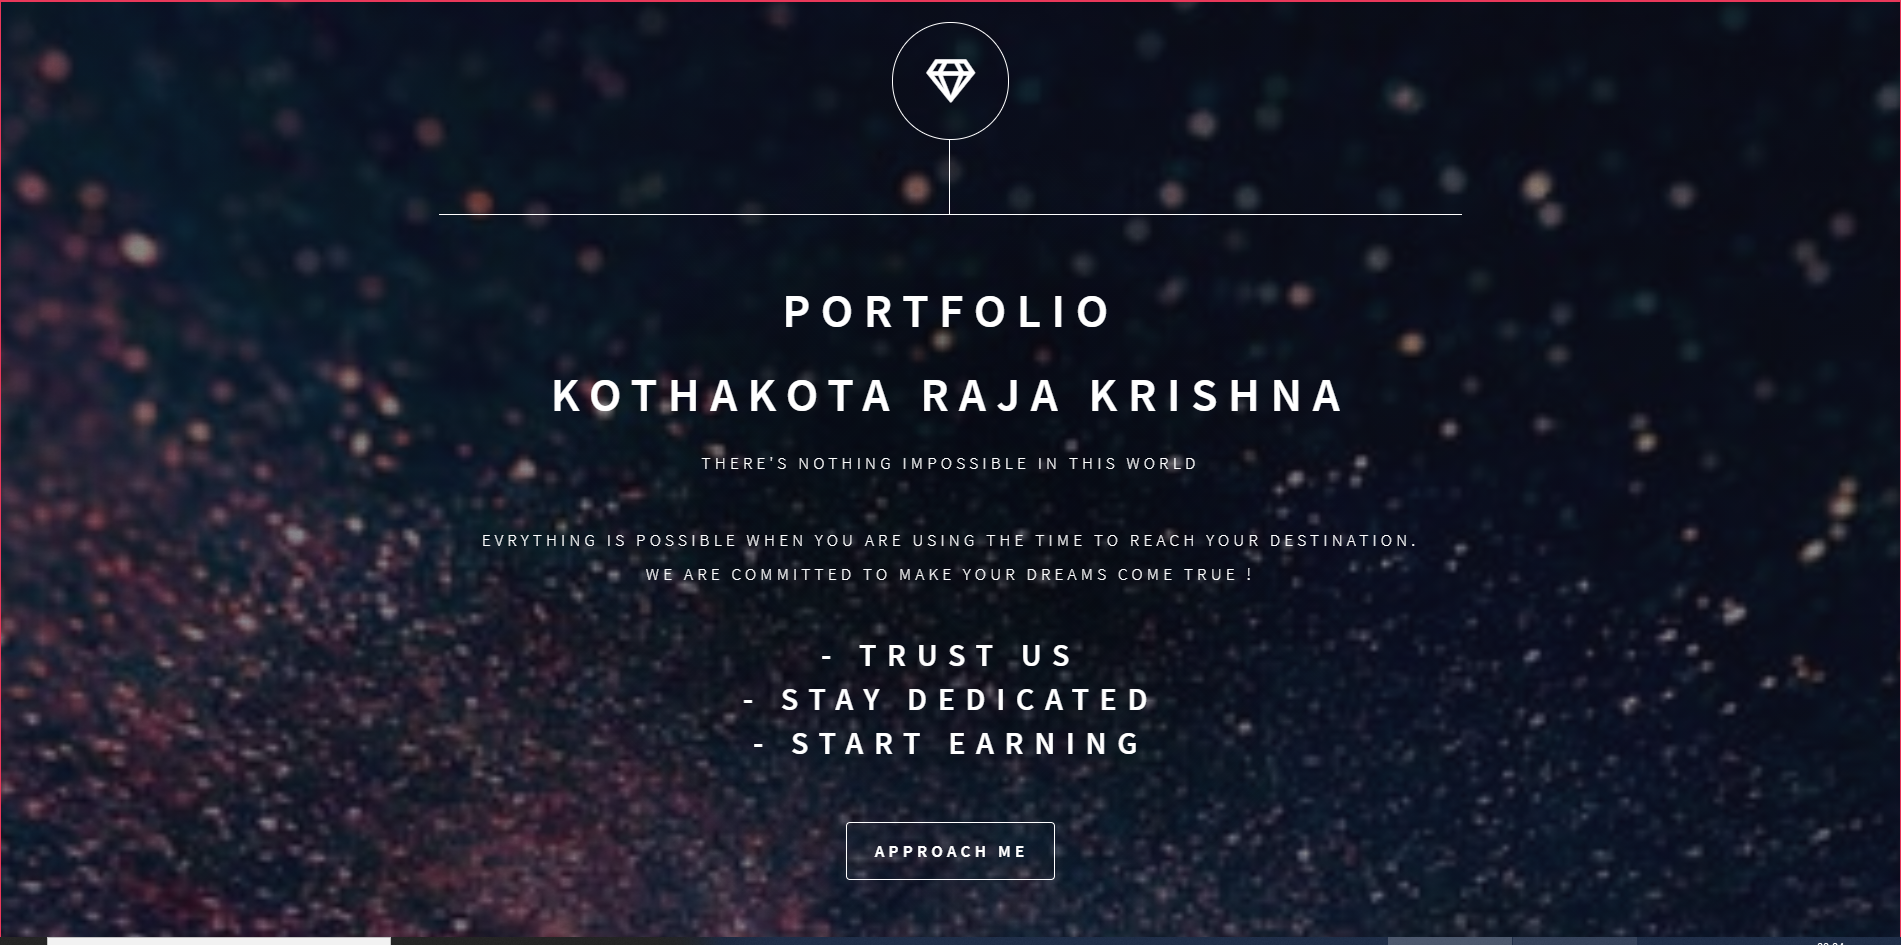 PORTFOLIO
KOTHAKOTA RAJA KRISHNA
THERE'S NOTHING IMPOSSIBLE IN THIS WORLD
EVRYTHING IS POSSIBLE WHEN YOU ARE USING THE TIME TO REACH YOUR DESTINATION.
WE ARE COMMITTED TO MAKE YOUR DREAMS COME TRUE !
- TRUST US
- STAY DEDICATED
- START EARNING
APPROACH ME